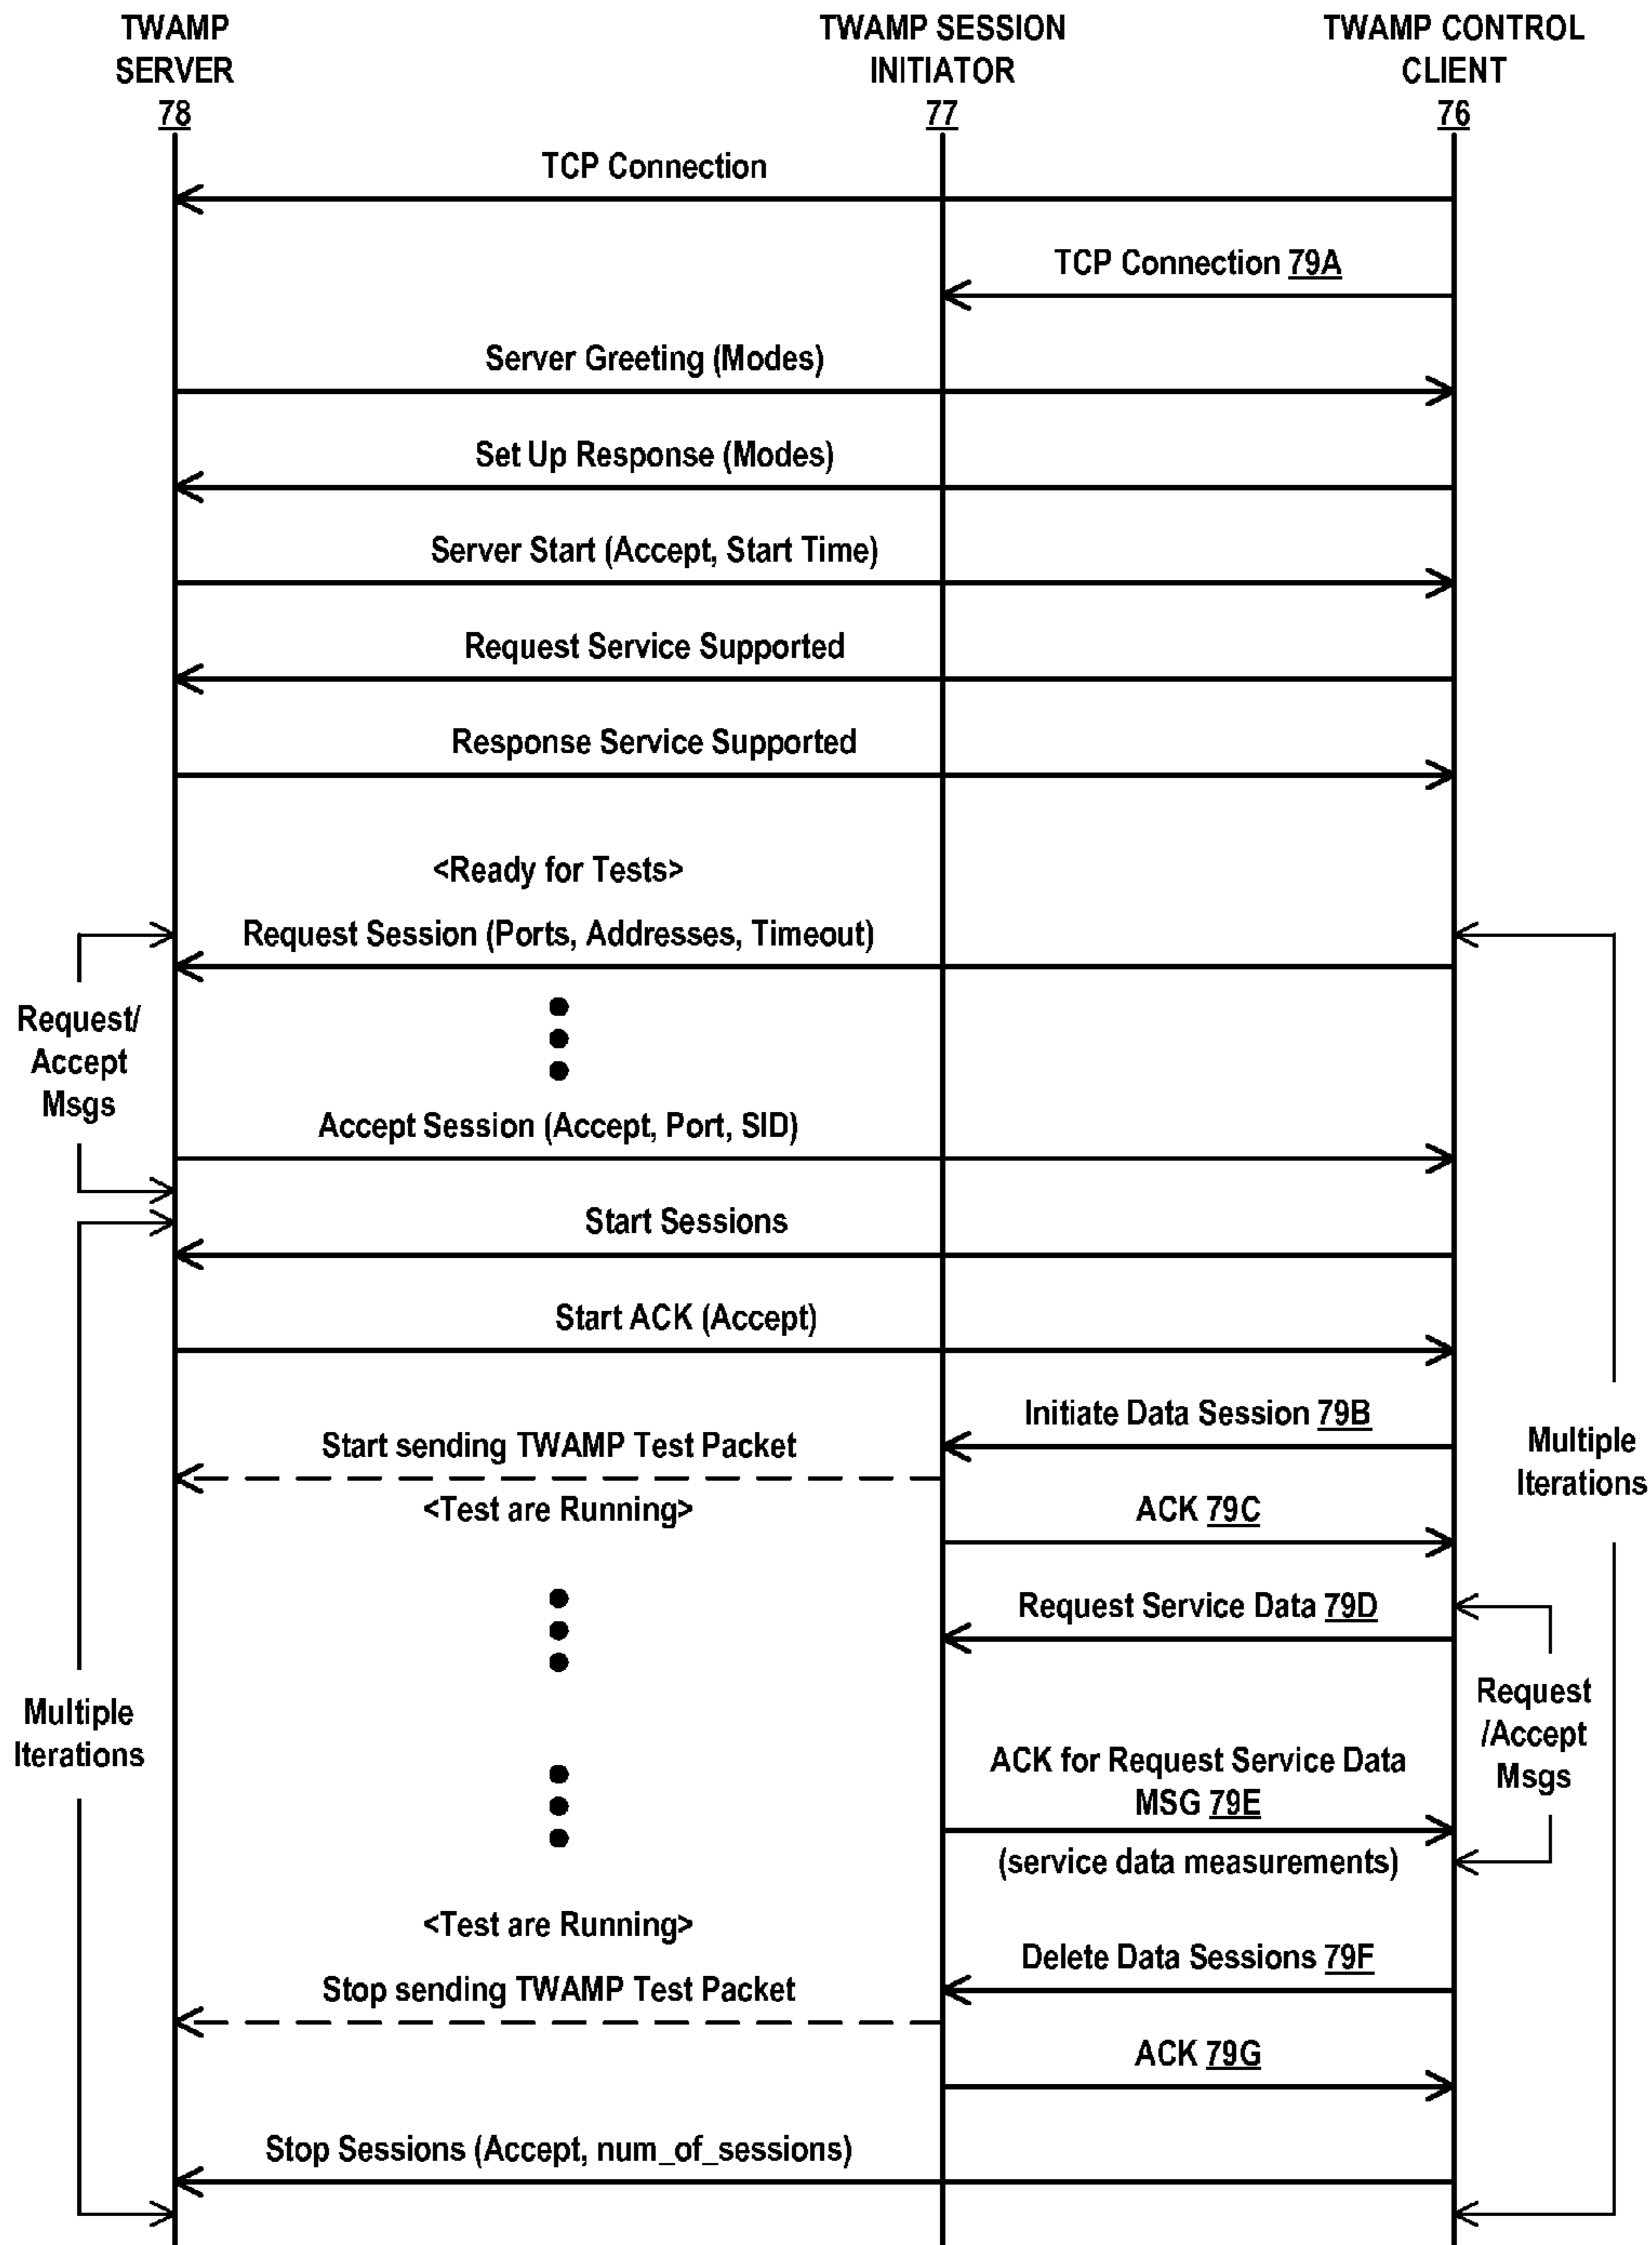 TWAMP
SERVER
78
TWAMP SESSION
INITIATOR
77
TWAMP CONTROL
CLIENT
76
TCP Connection
TCP Connection 79A
Server Greeting (Modes)
Set Up Response (Modes)
Server Start (Accept, Start Time)
Request Service Supported
Response Service Supported
<Ready for Tests>
Request Session (Ports, Addresses, Timeout)
Request/
Accept
Msgs
Accept Session (Accept, Port, SID)
Start Sessions
Start ACK (Accept)
Initiate Data Session 79B
Start sending TWAMP Test Packet
Multiple
Iterations
<Test are Running>
ACK 79C
Request Service Data 79D
Multiple
Iterations
Request
/Accept
Msgs
ACK for Request Service Data
MSG 79E
(service data measurements)
<Test are Running>
Delete Data Sessions 79F
Stop sending TWAMP Test Packet
ACK 79G
Stop Sessions (Accept, num_of_sessions)